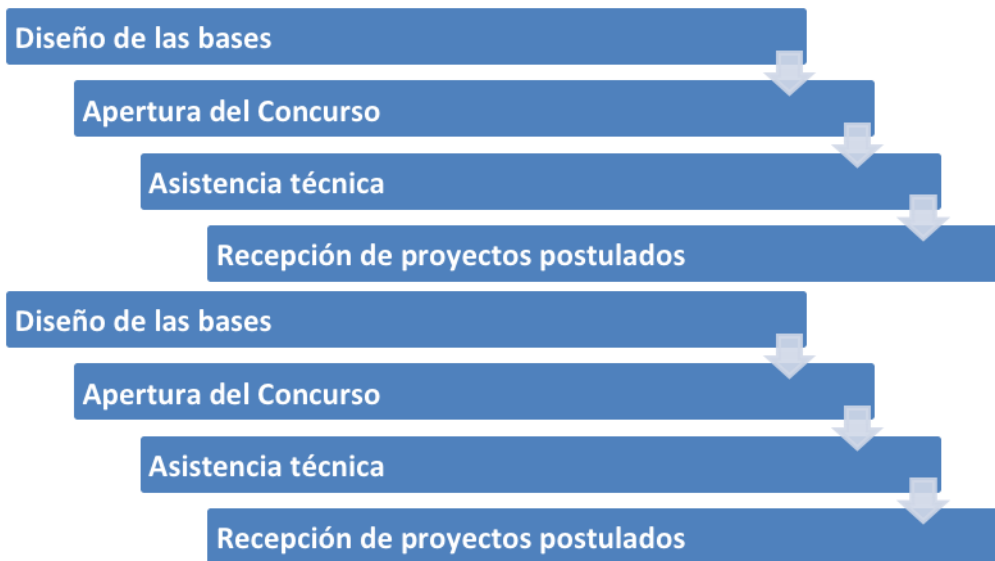 Diseño de las bases
Apertura del Concurso
Asistencia técnica
Recepción de proyectos postulados
Diseño de las bases
Apertura del Concurso
Asistencia técnica
Recepción de proyectos postulados